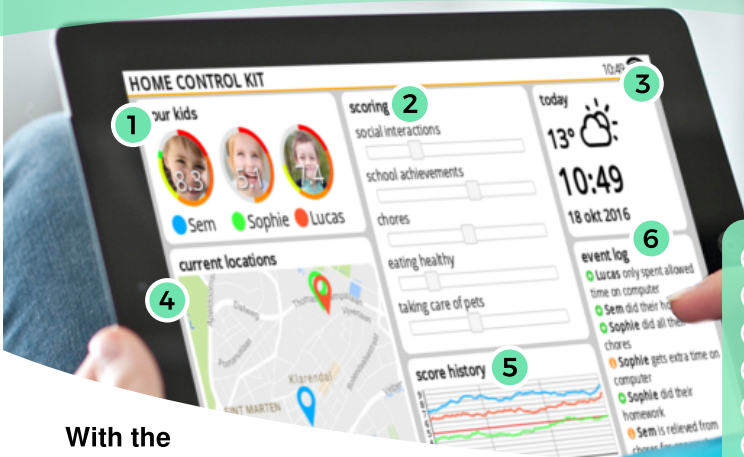 HOME CONTROL KIT
10:49
1
our kids
8.3
5.1
7.4
Sem
Sophie
Lucas
2
scoring
social interactions
school achievements
chores
eating healthy
taking care of pets
3
today
13°
10:49
18 okt 2016
4
current locations
Klarendal
INT MARTEN
5
score history
6
event log
Lucas only spent allowed
time on computer
Sem did their
Sophie did all their
chores
Sophie gets extra time on
computer
Sophie did their
homework
Sem is relieved from
With the